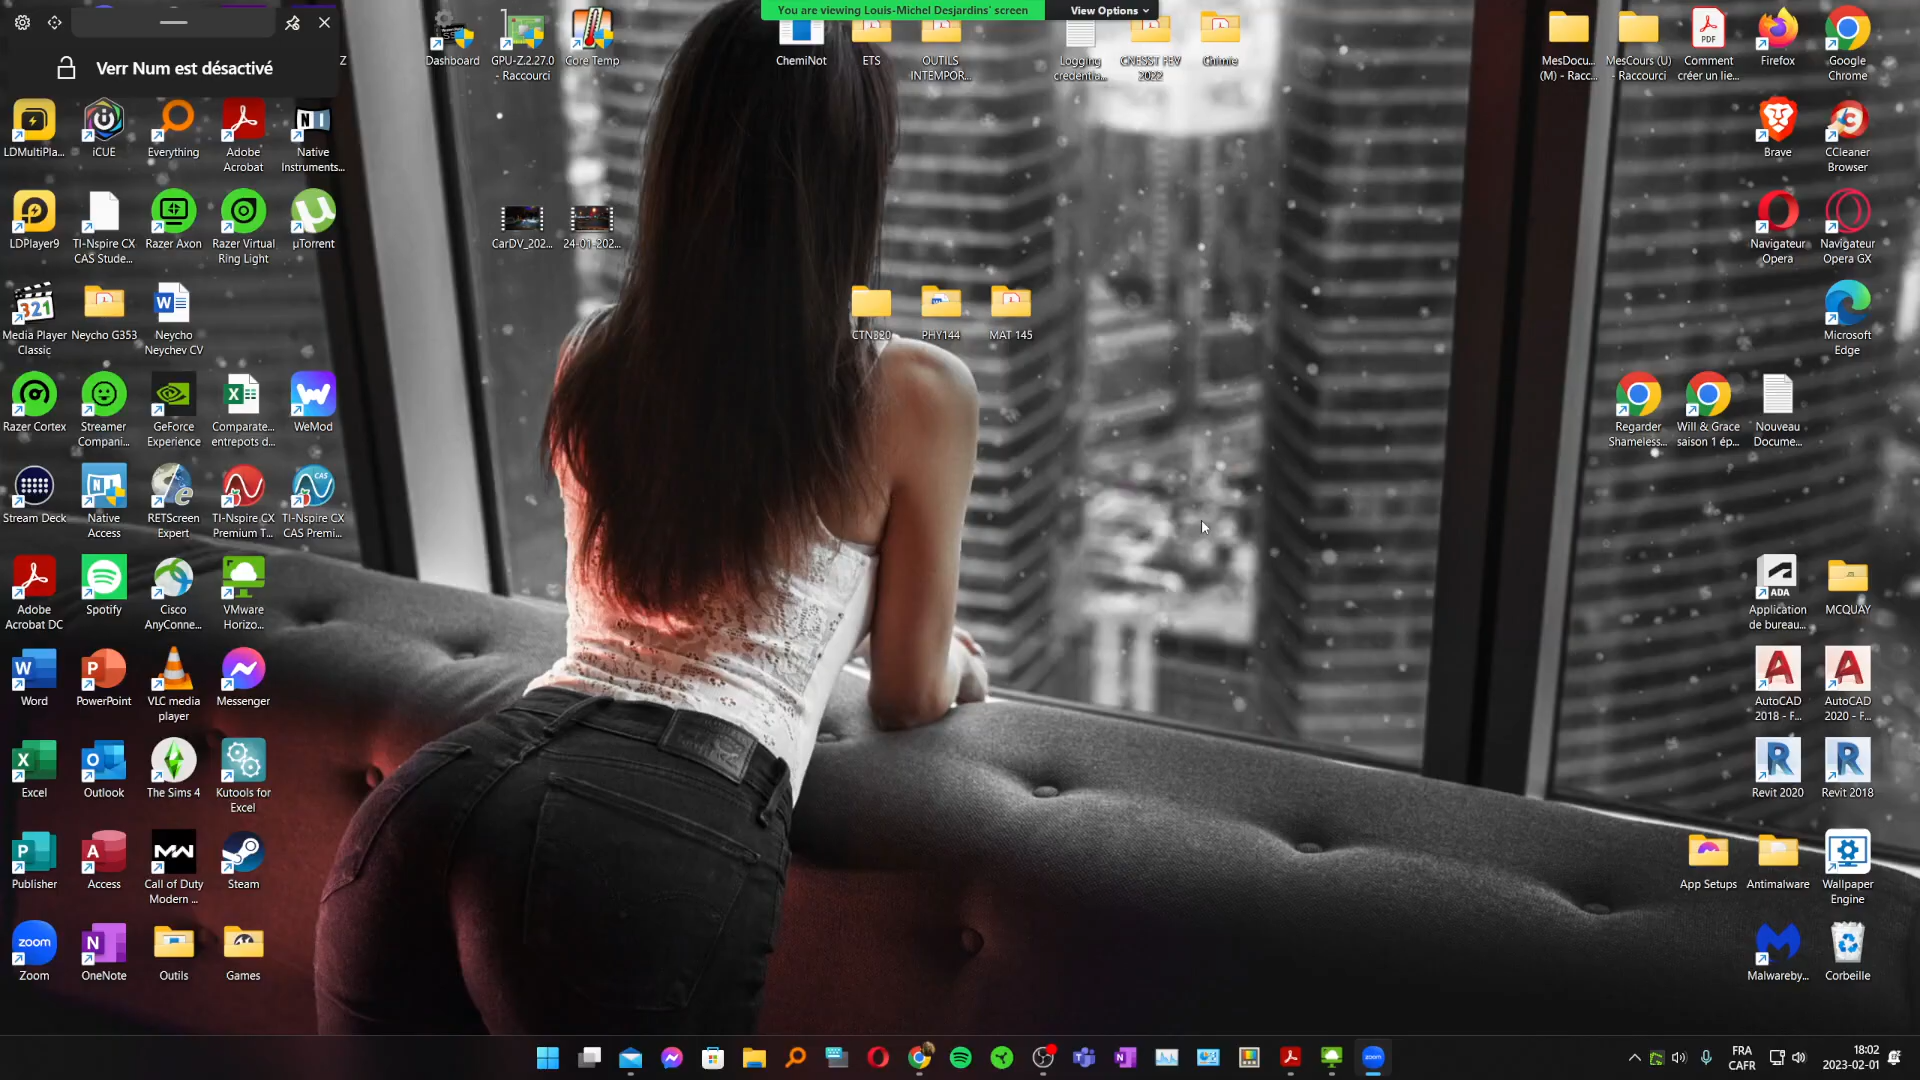 You are viewing Louis-Michel Desjardins' screen
View Options
Verr Num est désactivé
Z
Dashboard
GPU-Z.2.27.0
- Raccourci
Core Temp
ChemiNot
ETS
OUTILS
INTEMPOR...
Logging
credentia...
CNESST FEV
2022
Chimie
MesDocu...
(M) - Racc...
MesCours (U)
- Raccourci
PDF
Comment
créer un lie...
Firefox
Google
Chrome
LDMultiPla...
iCUE
Everything
Adobe
Acrobat
Native
Instruments...
Brave
CCleaner
Browser
LDPlayer9
TI-Nspire CX
CAS Stude...
Razer Axon
Razer Virtual
Ring Light
µTorrent
CarDV_202...
24-01-202...
Navigateur
Opera
Navigateur
Opera GX
321
Media Player
Classic
Neycho G353
Neycho
Neychev CV
CTN320
PHY144
MAT 145
Microsoft
Edge
Razer Cortex
Streamer
Compani...
GeForce
Experience
Comparate...
entrepots d...
WeMod
Regarder
Shameless...
Will & Grace
saison 1 ép...
Nouveau
Docume...
Stream Deck
Native
Access
RETScreen
Expert
TI-Nspire CX
Premium T...
CAS
TI-Nspire CX
CAS Premi...
Adobe
Acrobat DC
Spotify
Cisco
AnyConne...
VMware
Horizo...
ADA
Application
de bureau...
MCQUAY
Word
PowerPoint
VLC media
player
Messenger
AutoCAD
2018 - F...
AutoCAD
2020 - F...
Excel
Outlook
The Sims 4
Kutools for
Excel
Revit 2020
Revit 2018
Publisher
Access
MW
Call of Duty
Modern ...
Steam
App Setups
Antimalware
Wallpaper
Engine
zoom
Zoom
OneNote
Outils
Games
Malwareby...
Corbeille
zoom
FRA
CAFR
18:02
2023-02-01